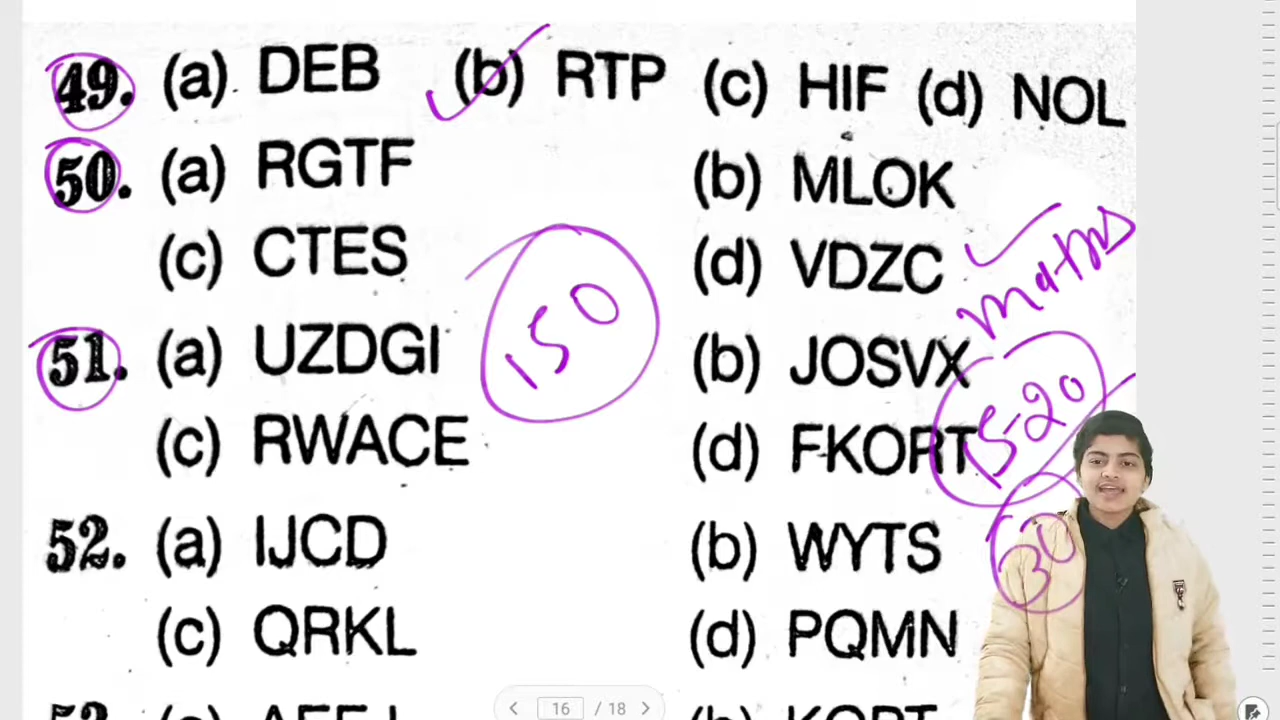 49. (a) DEB (b) RTP (c) HIF (d) NOL
50. (a) RGTF (b) MLOK
(c) CTES (d) VDZC
maths
150
51. (a) UZDGI (b) JOSVX
15-20
(c) RWACE (d) FKORT
30
52. (a) IJCD (b) WYTS
(c) QRKL (d) PQMN
16 / 18